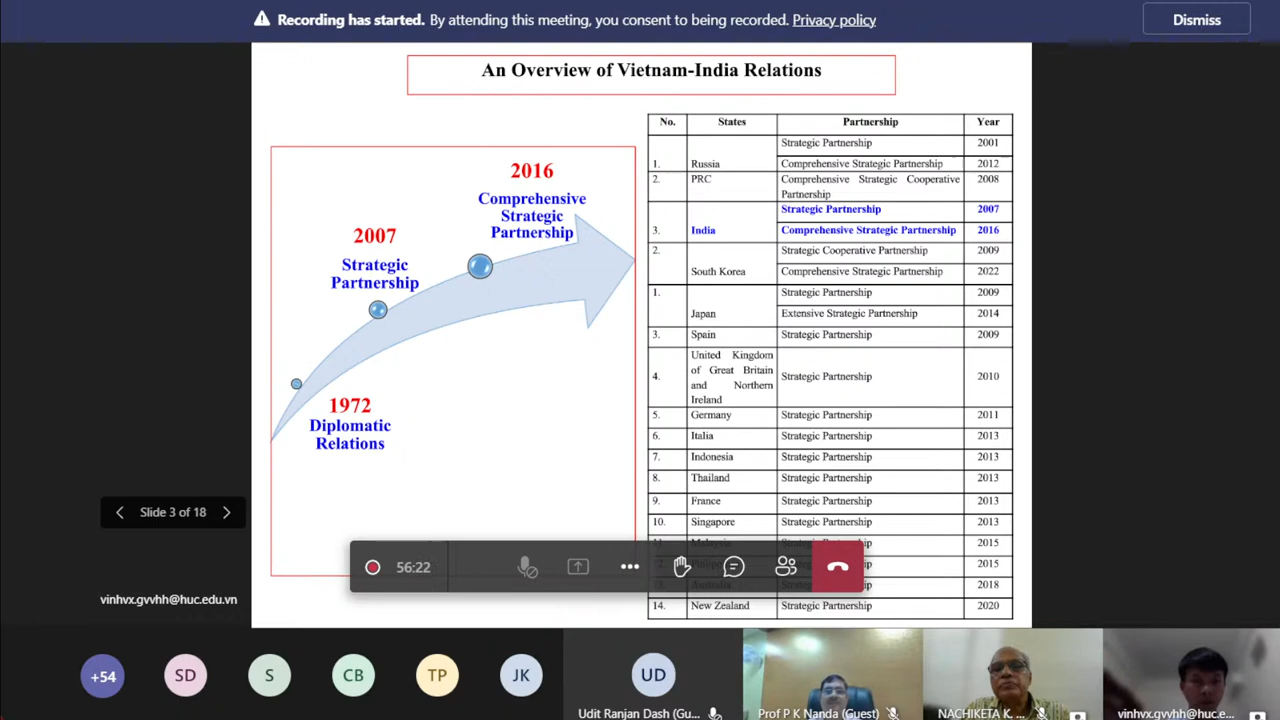 Recording has started. By attending this meeting, you consent to being recorded. Privacy policy
Dismiss
An Overview of Vietnam-India Relations
2016
Comprehensive
Strategic
Partnership
2007
Strategic
Partnership
1972
Diplomatic
Relations
No. States Partnership Year
Strategic Partnership 2001
1. Russia Comprehensive Strategic Partnership 2012
2. PRC Comprehensive Strategic Cooperative 2008
Partnership
Strategic Partnership 2007
3. India Comprehensive Strategic Partnership 2016
2. Strategic Cooperative Partnership 2009
South Korea Comprehensive Strategic Partnership 2022
1. Strategic Partnership 2009
Japan Extensive Strategic Partnership 2014
3. Spain Strategic Partnership 2009
United Kingdom
of Great Britain
4. Strategic Partnership 2010
and Northern
Ireland
5. Germany Strategic Partnership 2011
6. Italia Strategic Partnership 2013
7. Indonesia Strategic Partnership 2013
8. Thailand Strategic Partnership 2013
9. France Strategic Partnership 2013
10. Singapore Strategic Partnership 2013
2015
2015
Australia Strategic Partnership 2018
14. New Zealand Strategic Partnership 2020
Slide 3 of 18
56:22
vinhvx.gvvhh@huc.edu.vn
+54
SD
S
CB
TP
JK
UD
Udit Ranjan Dash (Gu...
Prof P K Nanda (Guest)
NACHIKETA K. ...
vinhvx.gvvhh@huc.e...